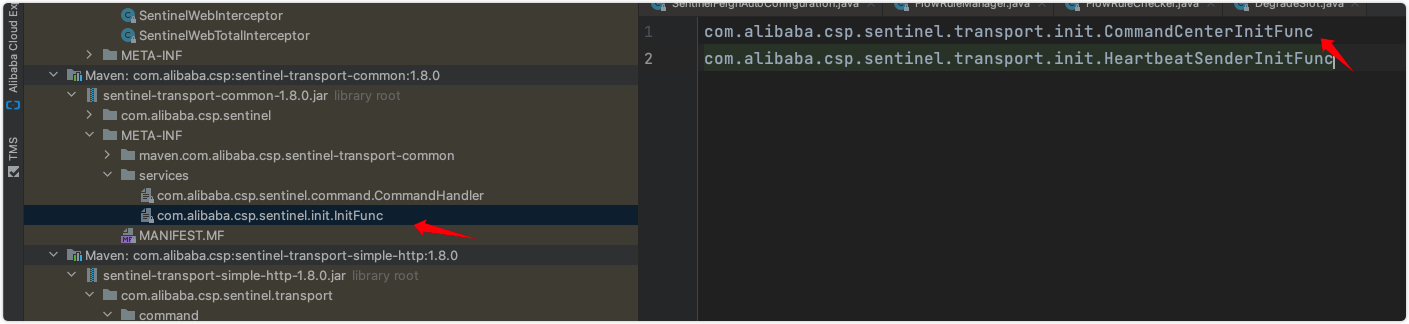 Alibaba Cloud Ex
TMS
SentinelWebInterceptor
SentinelWebTotalInterceptor
META-INF
Maven: com.alibaba.csp:sentinel-transport-common:1.8.0
sentinel-transport-common-1.8.0.jar library root
com.alibaba.csp.sentinel
META-INF
maven.com.alibaba.csp.sentinel-transport-common
services
com.alibaba.csp.sentinel.command.CommandHandler
com.alibaba.csp.sentinel.init.InitFunc
MF MANIFEST.MF
Maven: com.alibaba.csp:sentinel-transport-simple-http:1.8.0
sentinel-transport-simple-http-1.8.0.jar library root
com.alibaba.csp.sentinel.transport
command
SentinelFeignAutoConfiguration.java FlowRuleManager.java FlowRuleChecker.java DegradeSlot.java
1 com.alibaba.csp.sentinel.transport.init.CommandCenterInitFunc
2 com.alibaba.csp.sentinel.transport.init.HeartbeatSenderInitFunc